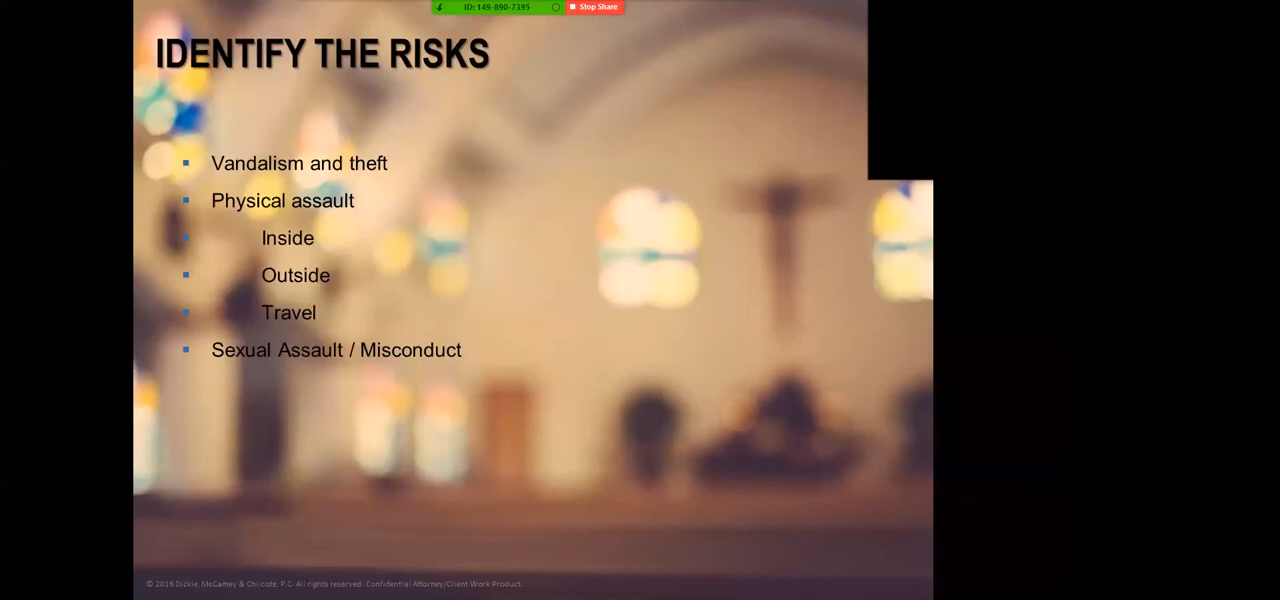 ID: 149-890-7395
Stop Share
IDENTIFY THE RISKS
Vandalism and theft
Physical assault
Inside
Outside
Travel
Sexual Assault / Misconduct
© 2016 Dickie, McCamey & Chilcote, P.C. All rights reserved. Confidential Attorney/Client Work Product.